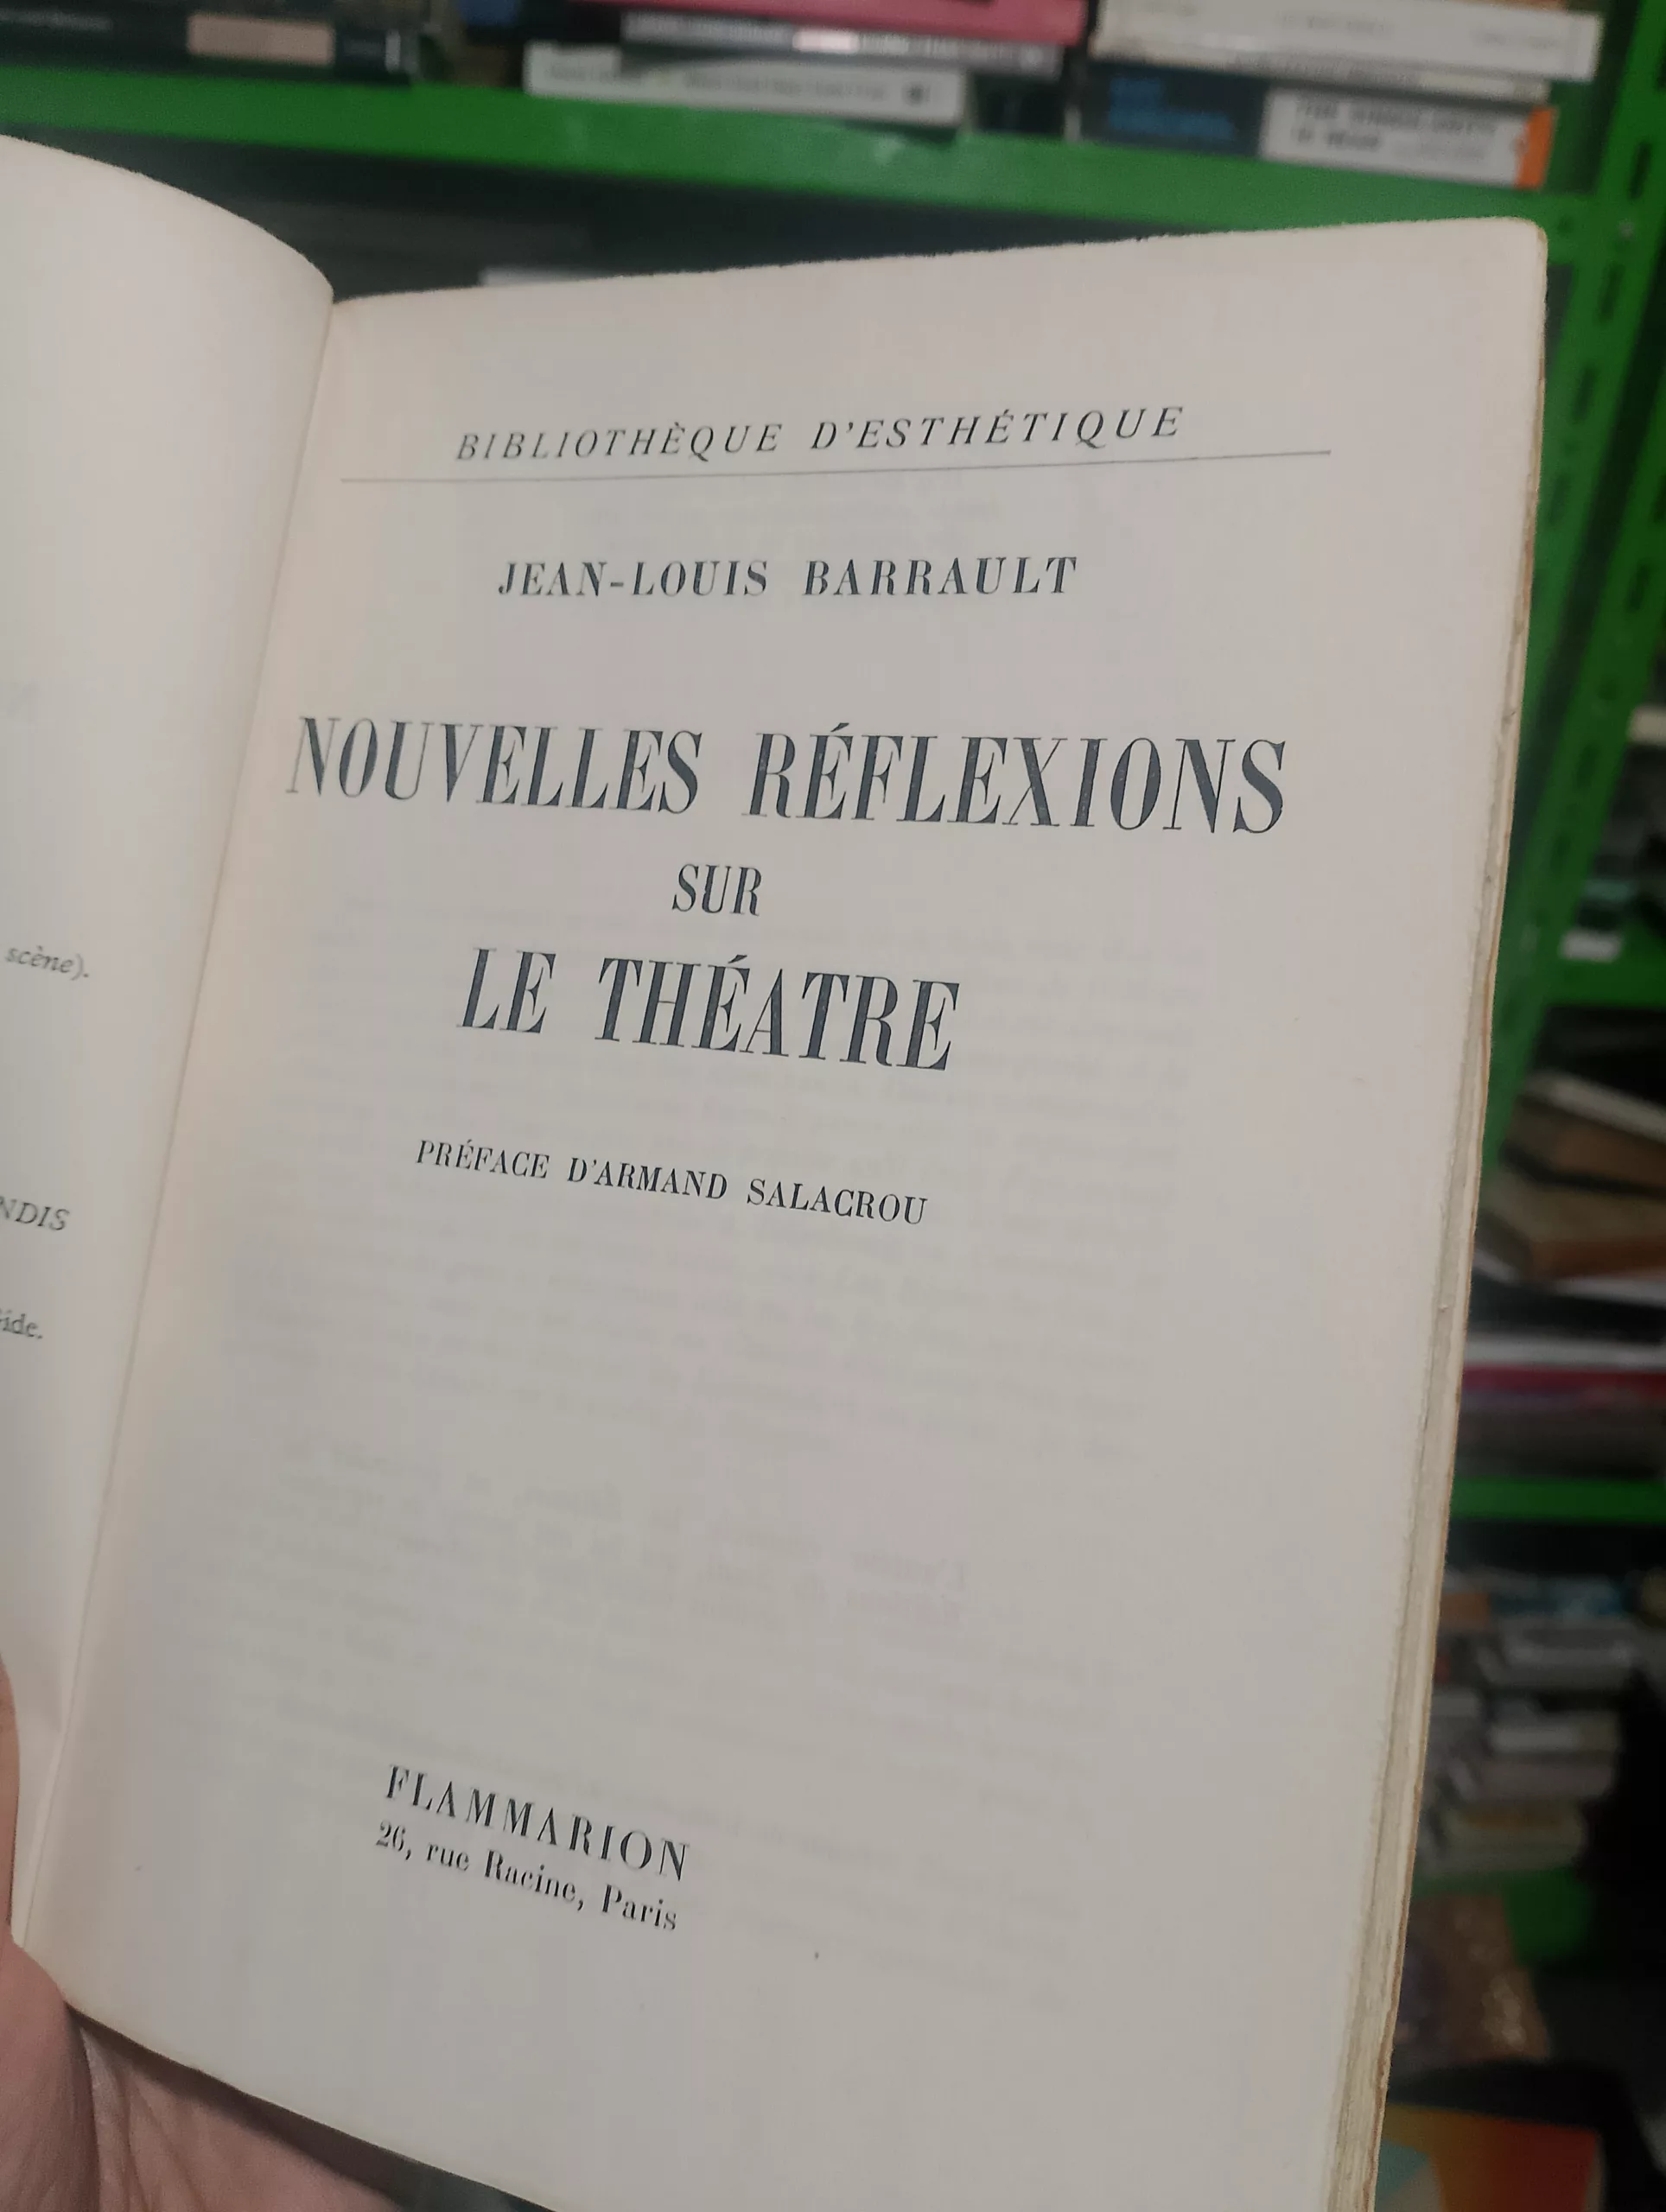 BIBLIOTHÈQUE D'ESTHÉTIQUE
JEAN-LOUIS BARRAULT
NOUVELLES RÉFLEXIONS
SUR
LE THÉATRE
PRÉFACE D'ARMAND SALACROU
FLAMMARION
26, rue Racine, Paris
scène).
NDIS